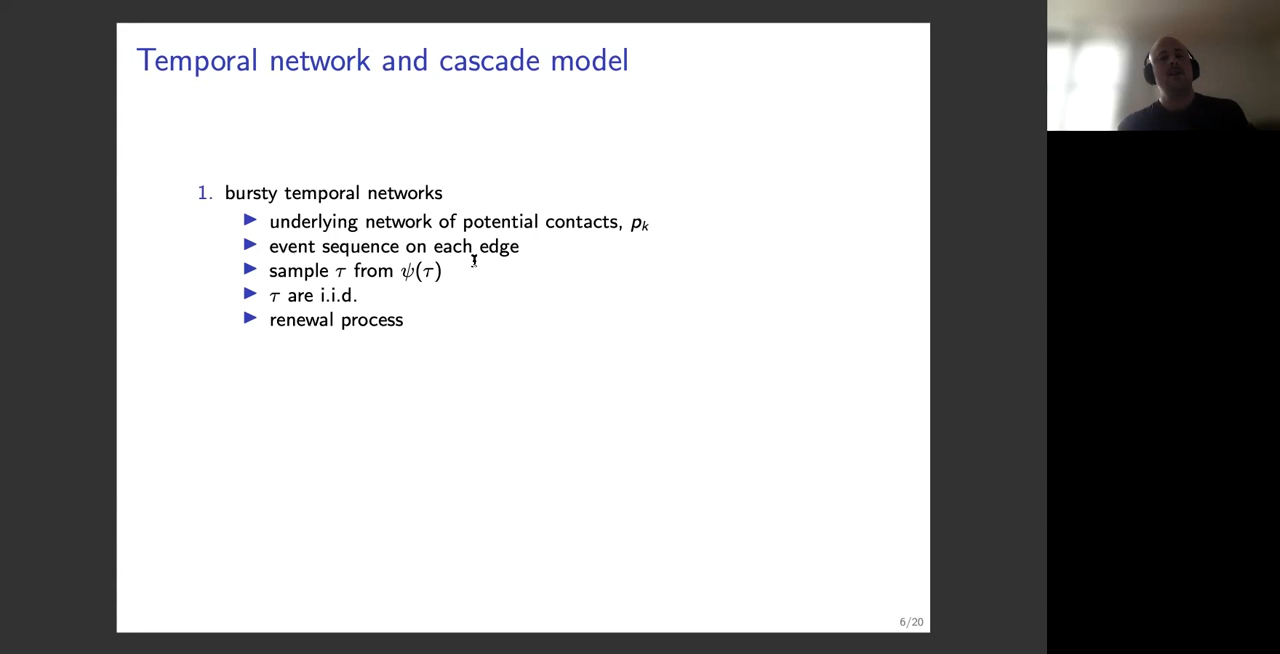 Temporal network and cascade model
1. bursty temporal networks
▶ underlying network of potential contacts, pₖ
▶ event sequence on each edge
▶ sample τ from ψ(τ)
▶ τ are i.i.d.
▶ renewal process
6/20